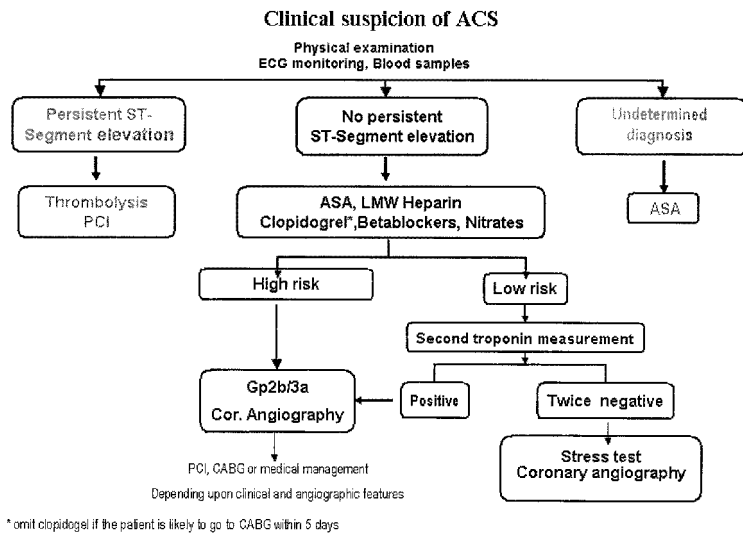 Clinical suspicion of ACS
Physical examination
ECG monitoring, Blood samples
Persistent ST-
Segment elevation
No persistent
ST-Segment elevation
Undetermined
diagnosis
Thrombolysis
PCI
ASA, LMW Heparin
Clopidogrel*,Betablockers, Nitrates
ASA
High risk
Low risk
Second troponin measurement
Gp2b/3a
Cor. Angiography
Positive
Twice negative
PCI, CABG or medical management
Depending upon clinical and angiographic features
Stress test
Coronary angiography
* omit clopidogel if the patient is likely to go to CABG within 5 days